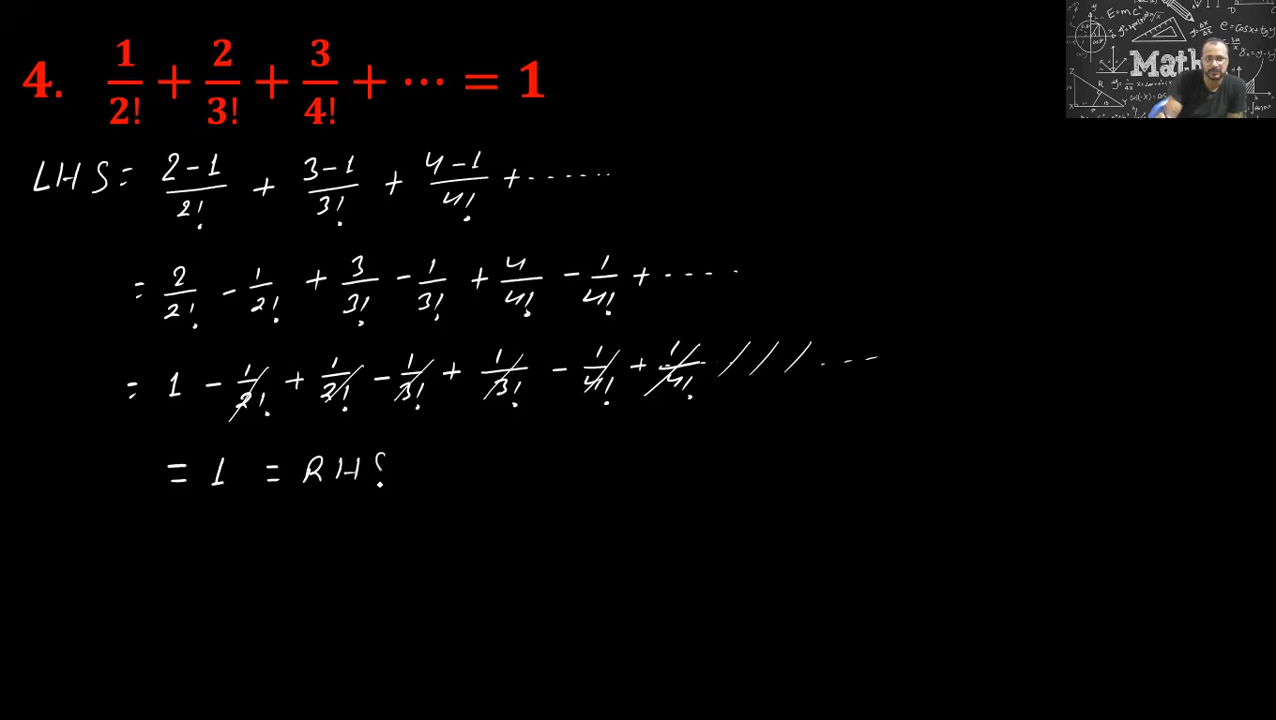 4. 1/2! + 2/3! + 3/4! + ⋯ = 1
LHS = (2-1)/2! + (3-1)/3! + (4-1)/4! + ......
= 2/2! - 1/2! + 3/3! - 1/3! + 4/4! - 1/4! + .....
= 1 - 1/2! + 1/2! - 1/3! + 1/3! - 1/4! + 1/4! ...
= 1 = RHS
Math
E=mc²